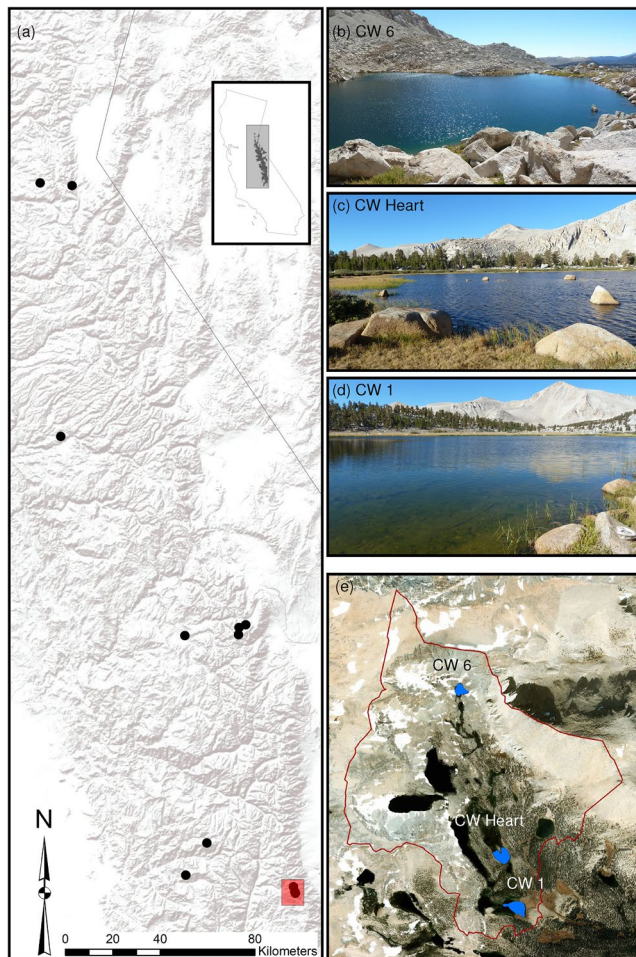 (a)
N
0 20 40 80
Kilometers
(b) CW 6
(c) CW Heart
(d) CW 1
(e)
CW 6
CW Heart
CW 1